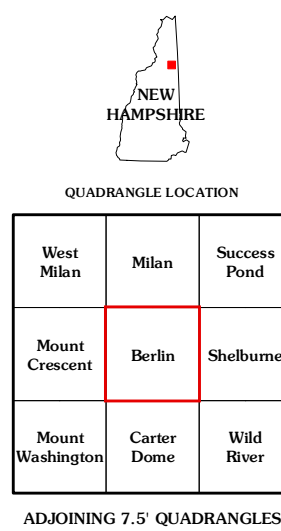 NEW
HAMPSHIRE
QUADRANGLE LOCATION
West
Milan
Milan
Success
Pond
Mount
Crescent
Berlin
Shelburne
Mount
Washington
Carter
Dome
Wild
River
ADJOINING 7.5' QUADRANGLES